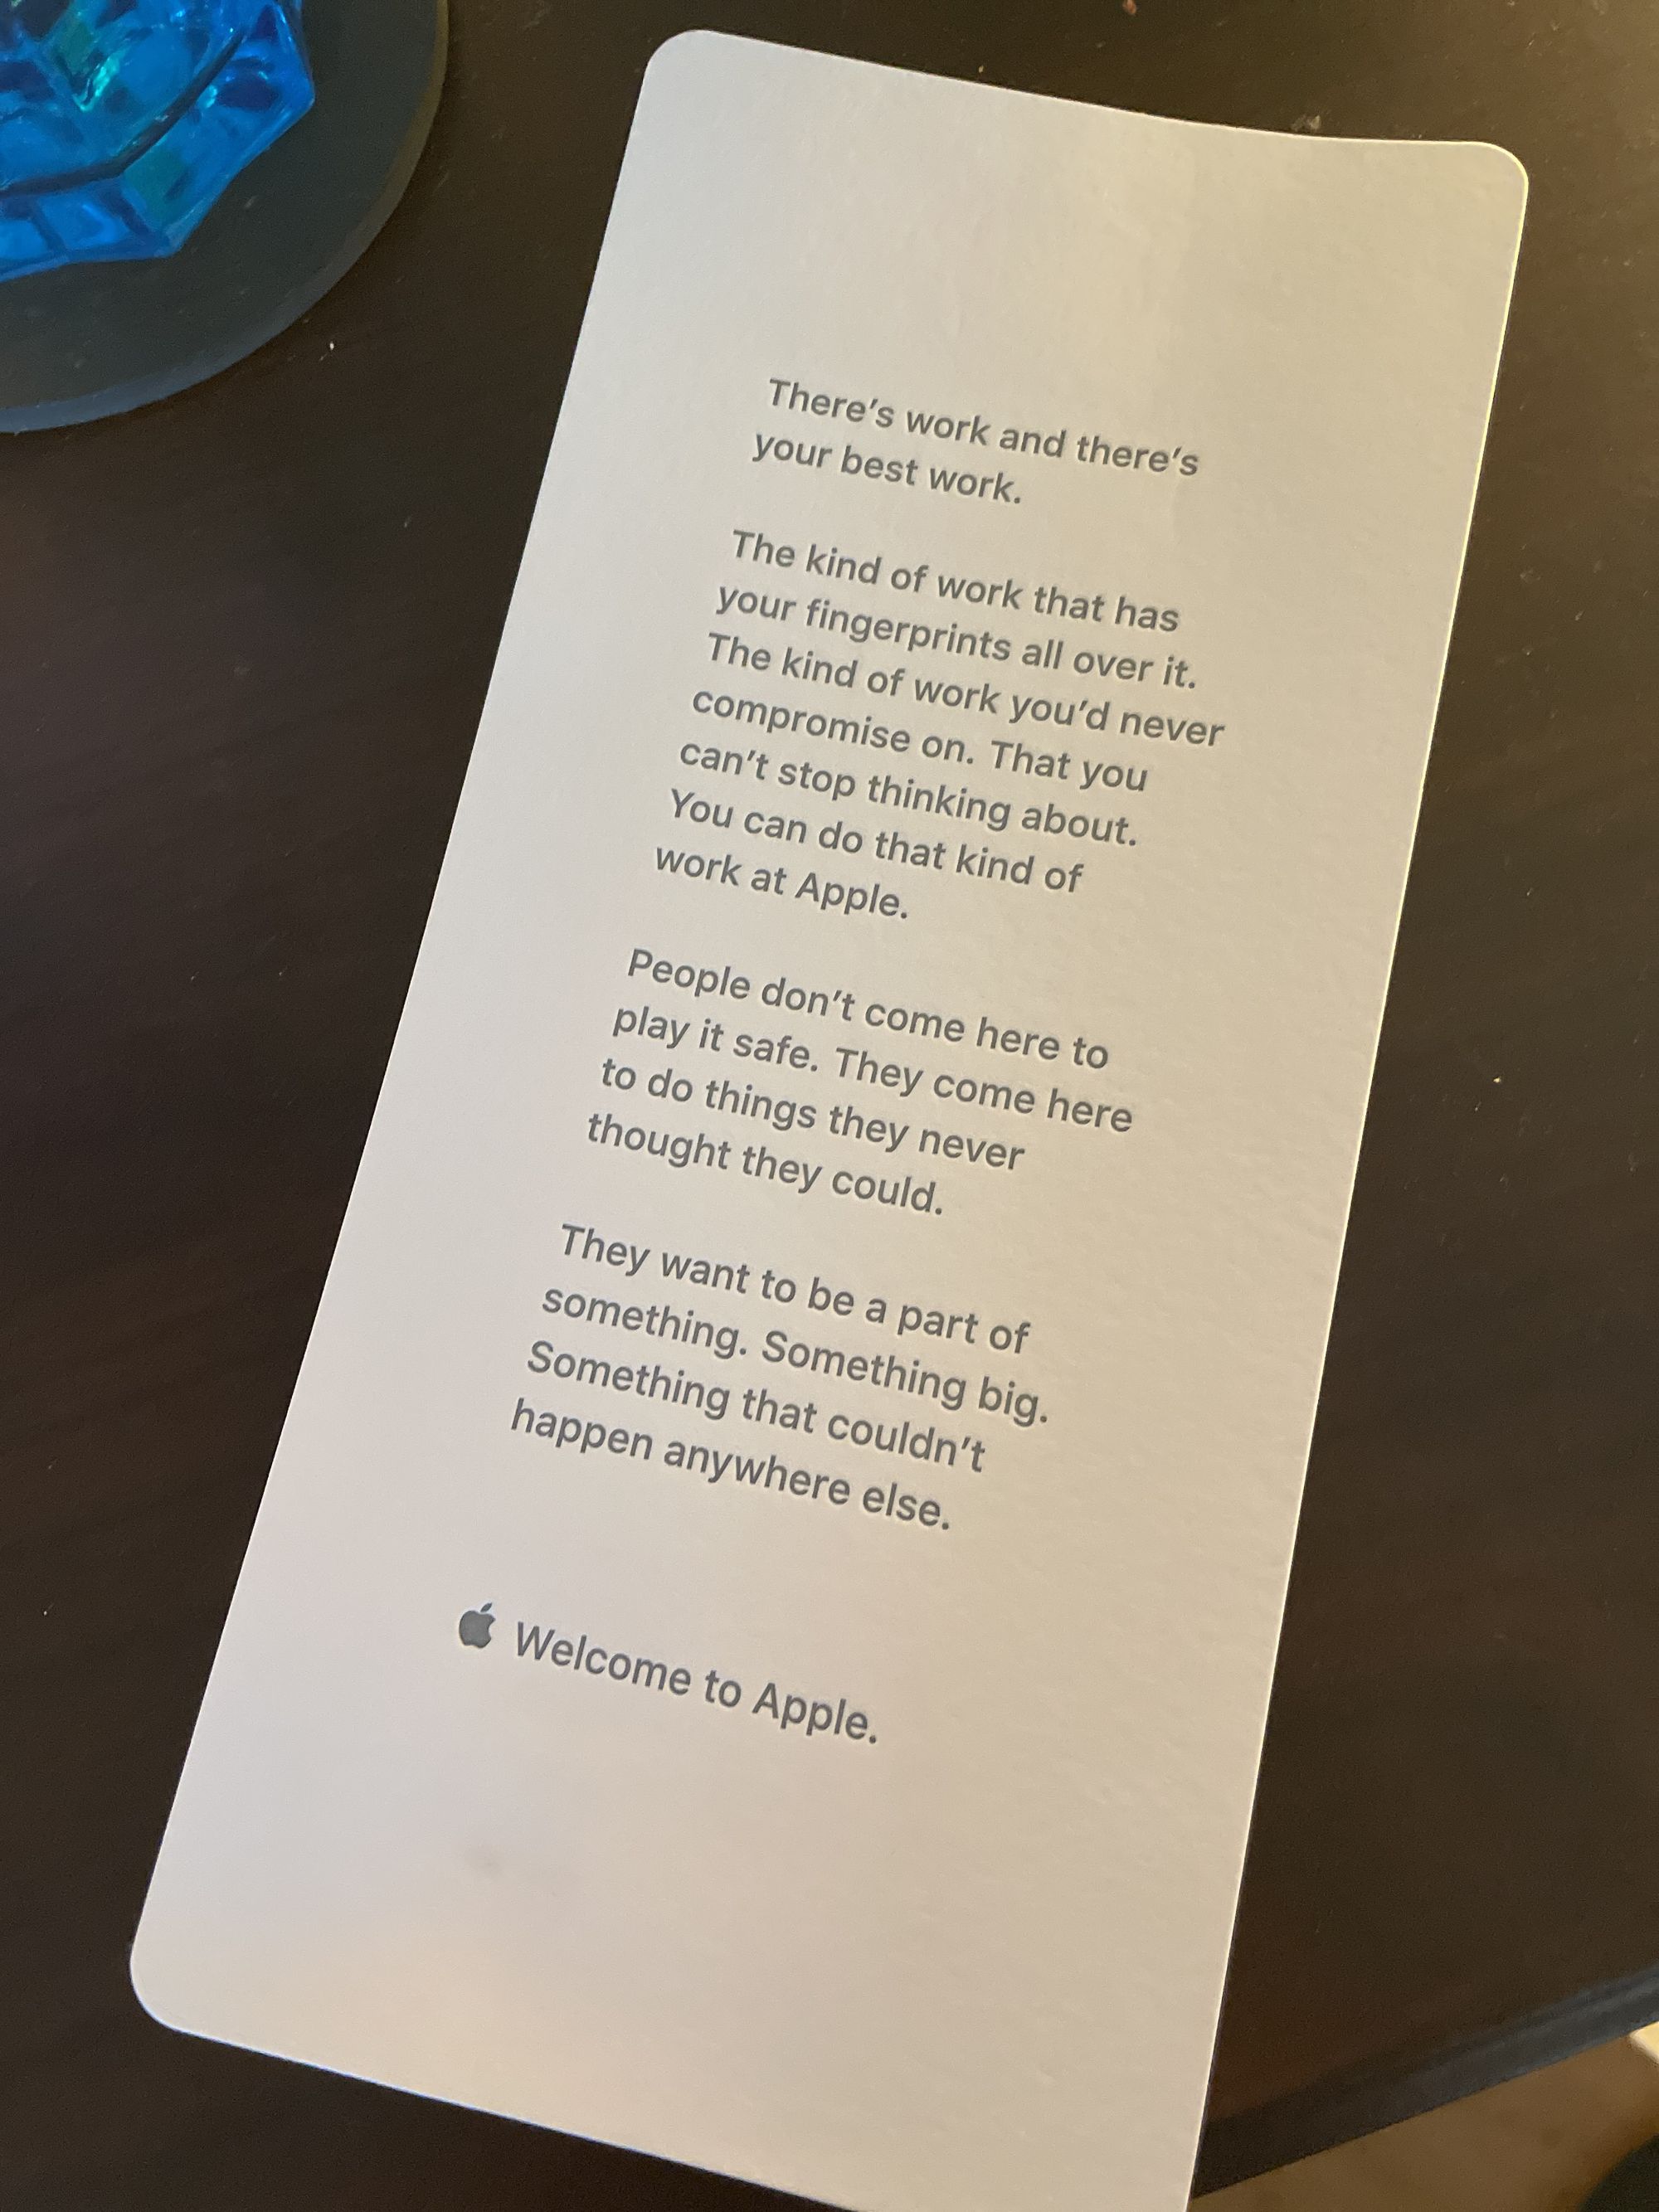 There’s work and there’s
your best work.
The kind of work that has
your fingerprints all over it.
The kind of work you’d never
compromise on. That you
can’t stop thinking about.
You can do that kind of
work at Apple.
People don’t come here to
play it safe. They come here
to do things they never
thought they could.
They want to be a part of
something. Something big.
Something that couldn’t
happen anywhere else.
Welcome to Apple.